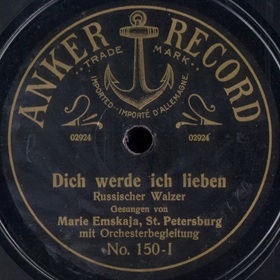 ANKER RECORD
TRADE MARK
IMPORTED.. IMPORTÉ D'ALLEMAGNE
02924 02924
Dich werde ich lieben
Russischer Walzer
Gesungen von
Marie Emskaja, St. Petersburg
mit Orchesterbegleitung
No. 150-I